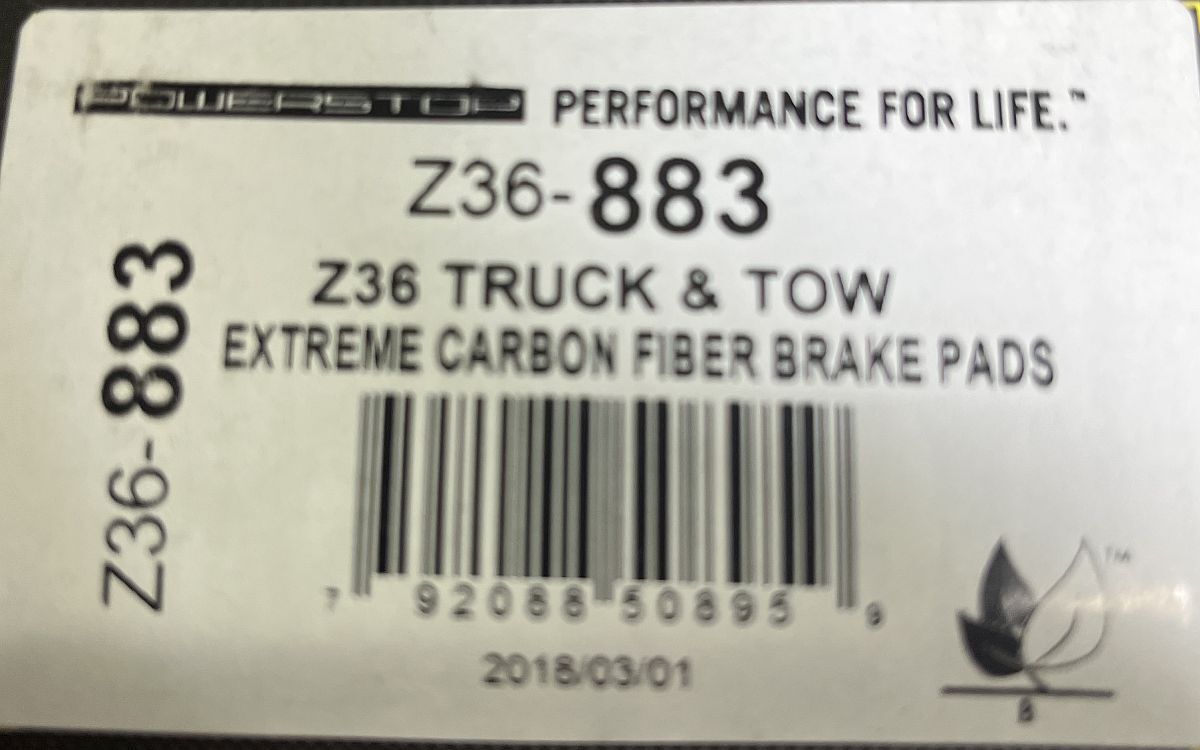 POWERSTOP PERFORMANCE FOR LIFE.™
Z36-883
Z36 TRUCK & TOW
EXTREME CARBON FIBER BRAKE PADS
Z36-883
7 92088 50895 9
2018/03/01
TM
B